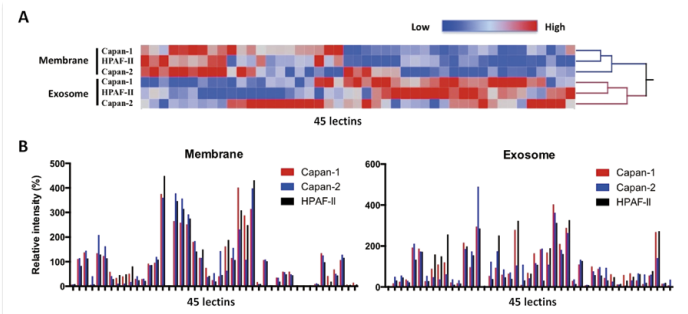 A
Low High
Capan-1
Membrane HPAF-II
Capan-2
Capan-1
Exosome HPAF-II
Capan-2
45 lectins
B
Membrane
Relative intensity (%)
500
400
300
200
100
0
Capan-1
Capan-2
HPAF-II
45 lectins
Exosome
600
400
200
0
Capan-1
Capan-2
HPAF-II
45 lectins